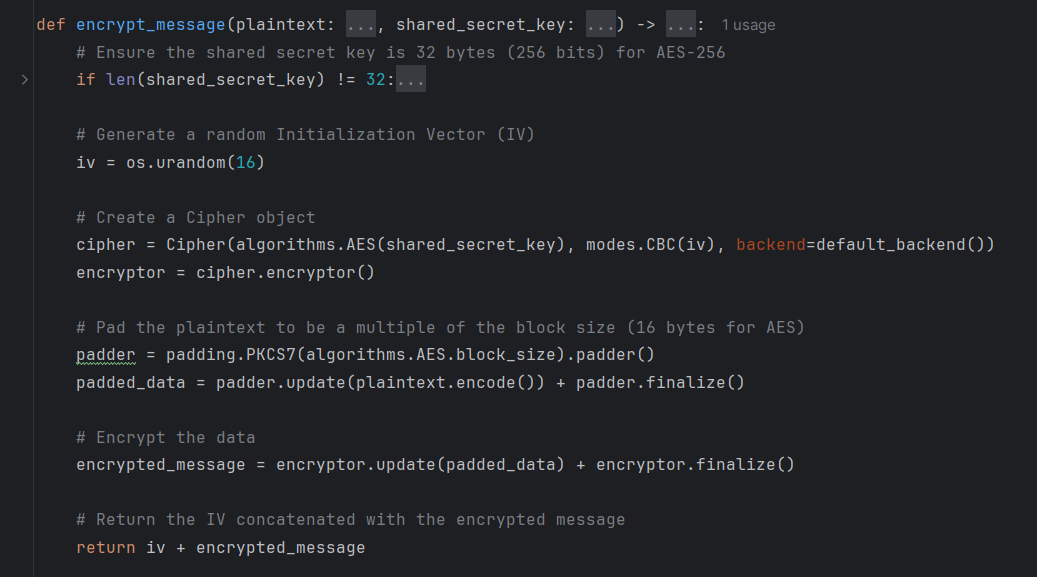 def encrypt_message(plaintext: ..., shared_secret_key: ...) -> ...: 1 usage
# Ensure the shared secret key is 32 bytes (256 bits) for AES-256
if len(shared_secret_key) != 32:...
# Generate a random Initialization Vector (IV)
iv = os.urandom(16)
# Create a Cipher object
cipher = Cipher(algorithms.AES(shared_secret_key), modes.CBC(iv), backend=default_backend())
encryptor = cipher.encryptor()
# Pad the plaintext to be a multiple of the block size (16 bytes for AES)
padder = padding.PKCS7(algorithms.AES.block_size).padder()
padded_data = padder.update(plaintext.encode()) + padder.finalize()
# Encrypt the data
encrypted_message = encryptor.update(padded_data) + encryptor.finalize()
# Return the IV concatenated with the encrypted message
return iv + encrypted_message